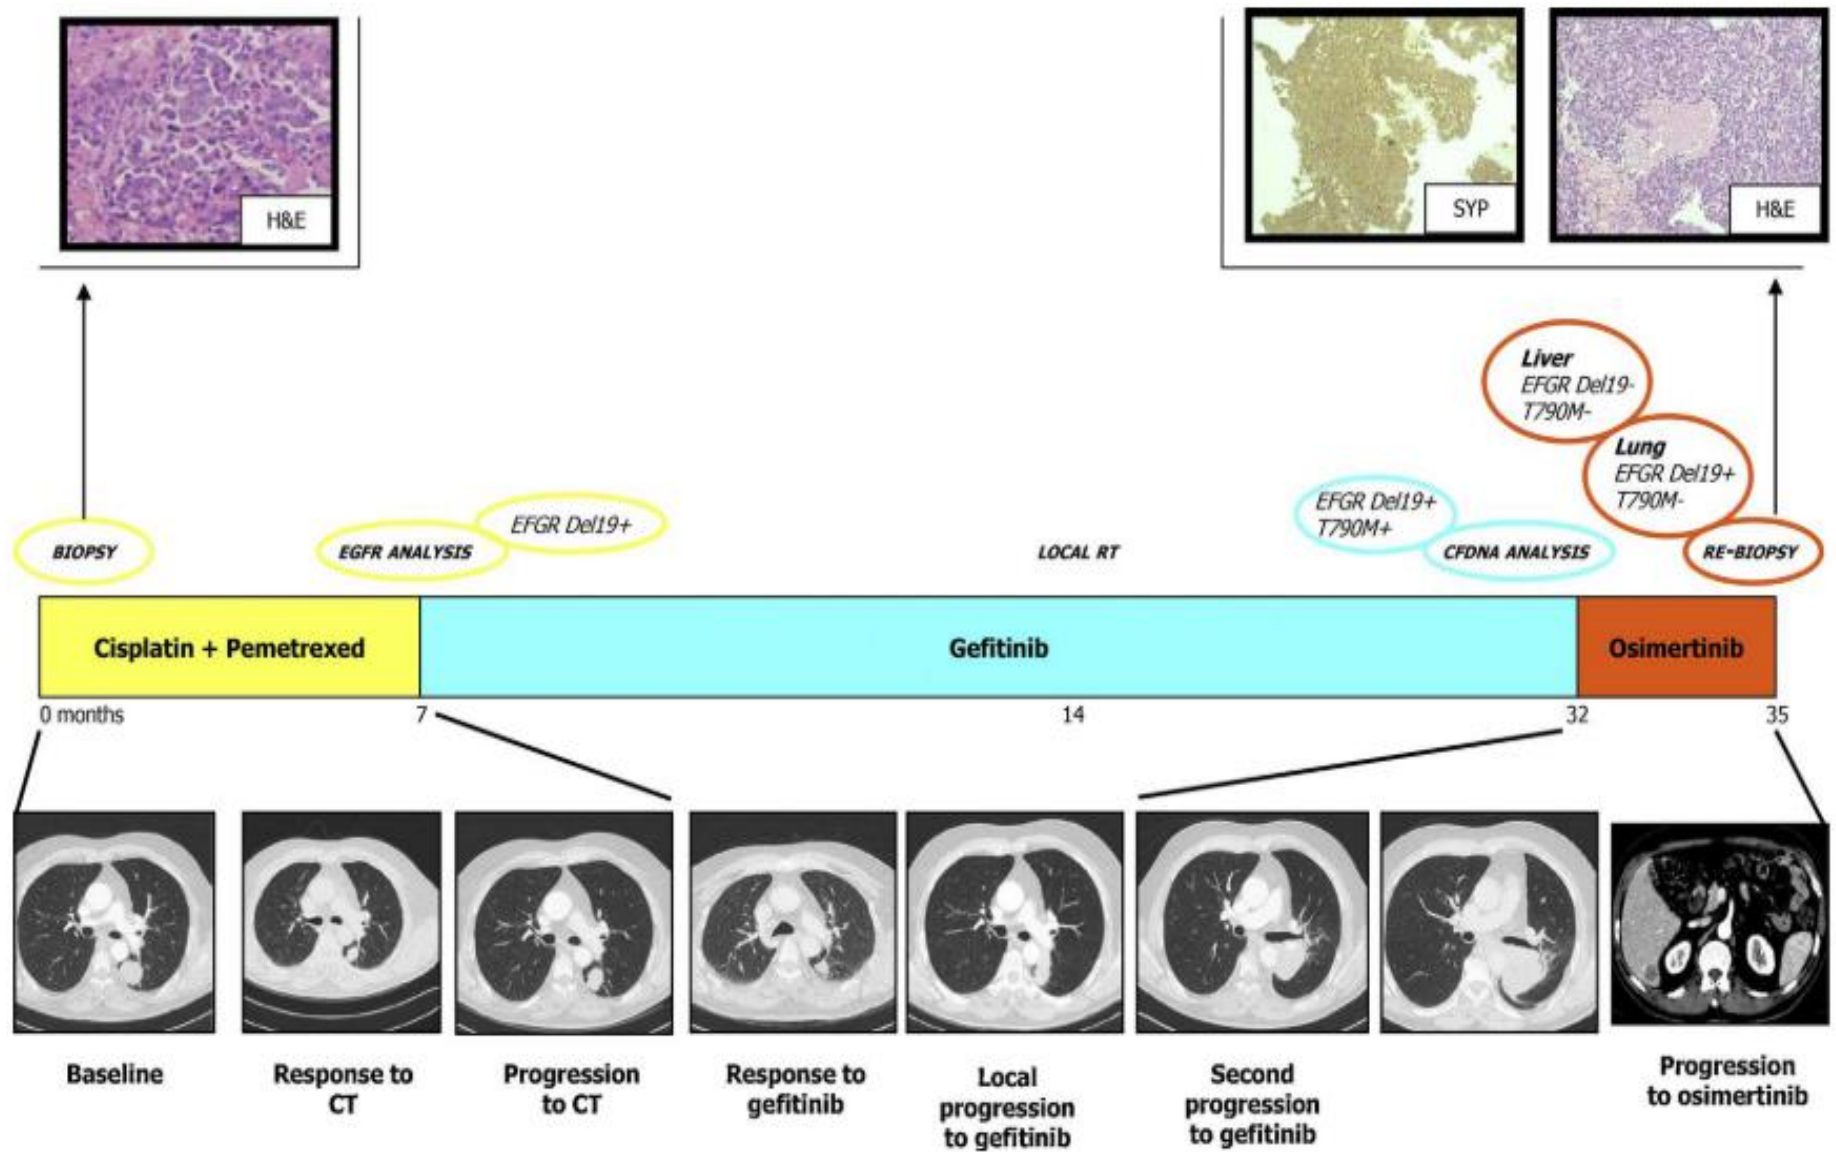 H&E
SYP
H&E
Liver
EFGR Del19-
T790M-
Lung
EFGR Del19+
T790M-
EFGR Del19+
T790M+
EFGR Del19+
BIOPSY
EGFR ANALYSIS
LOCAL RT
CFDNA ANALYSIS
RE-BIOPSY
Cisplatin + Pemetrexed
Gefitinib
Osimertinib
0 months
7
14
32
35
Baseline
Response to
CT
Progression
to CT
Response to
gefitinib
Local
progression
to gefitinib
Second
progression
to gefitinib
Progression
to osimertinib